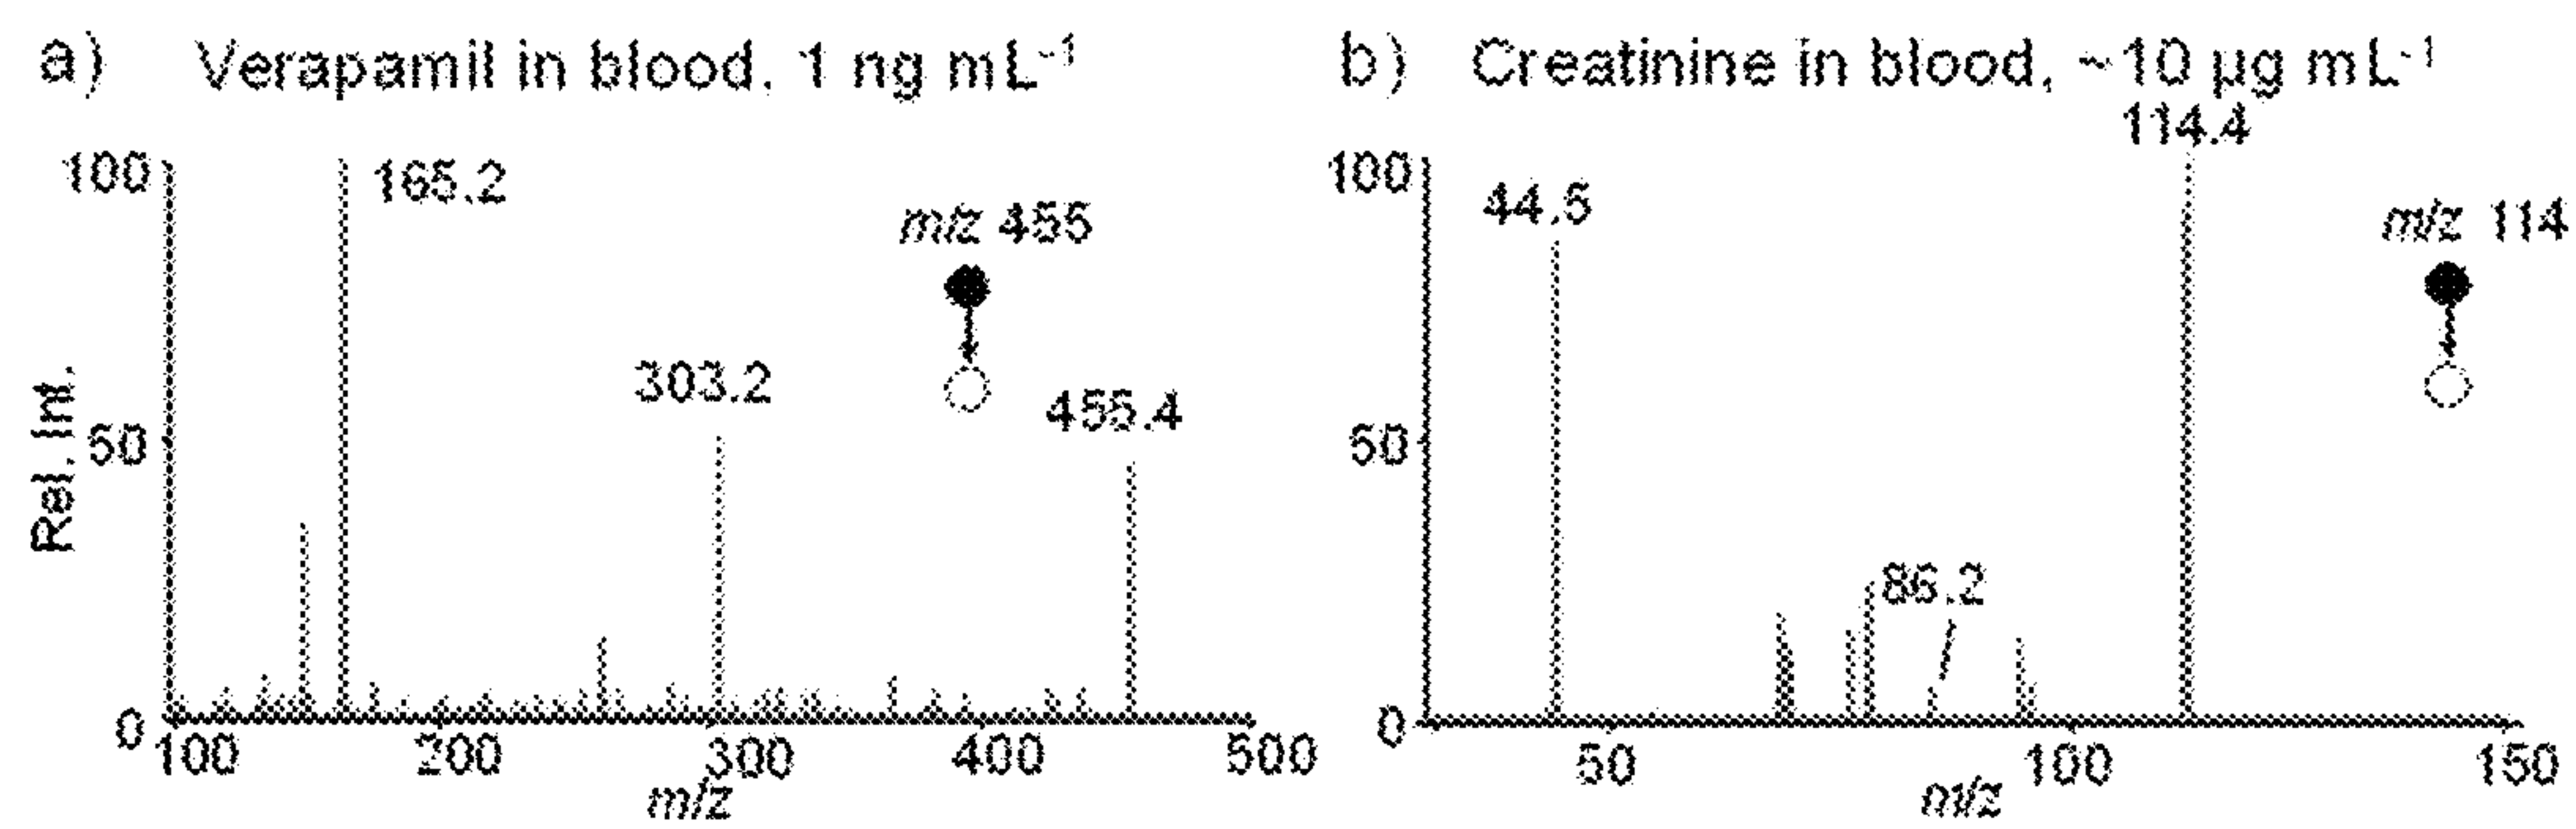 a) Verapamil in blood, 1 ng mL-1
100
165.2
m/z 455
303.2
455.4
Rel. Int.
50
0
100 200 300 400 500
m/z
b) Creatinine in blood, ~10 µg mL-1
114.4
100
44.5
m/z 114
50
86.2
0
50 100 150
m/z